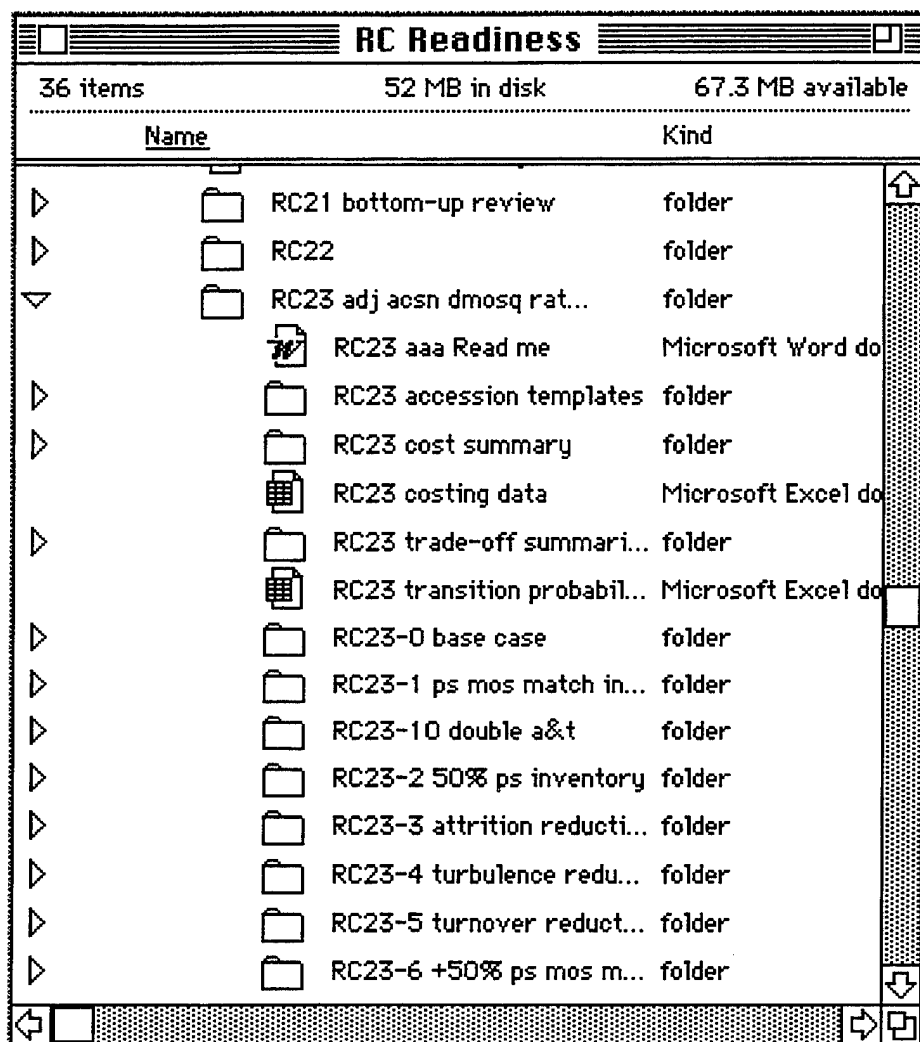 RC Readiness
36 items 52 MB in disk 67.3 MB available
Name Kind
RC21 bottom-up review folder
RC22 folder
RC23 adj acsn dmosq rat... folder
RC23 aaa Read me Microsoft Word do
RC23 accession templates folder
RC23 cost summary folder
RC23 costing data Microsoft Excel do
RC23 trade-off summari... folder
RC23 transition probabil... Microsoft Excel do
RC23-0 base case folder
RC23-1 ps mos match in... folder
RC23-10 double a&t folder
RC23-2 50% ps inventory folder
RC23-3 attrition reducti... folder
RC23-4 turbulence redu... folder
RC23-5 turnover reduct... folder
RC23-6 +50% ps mos m... folder